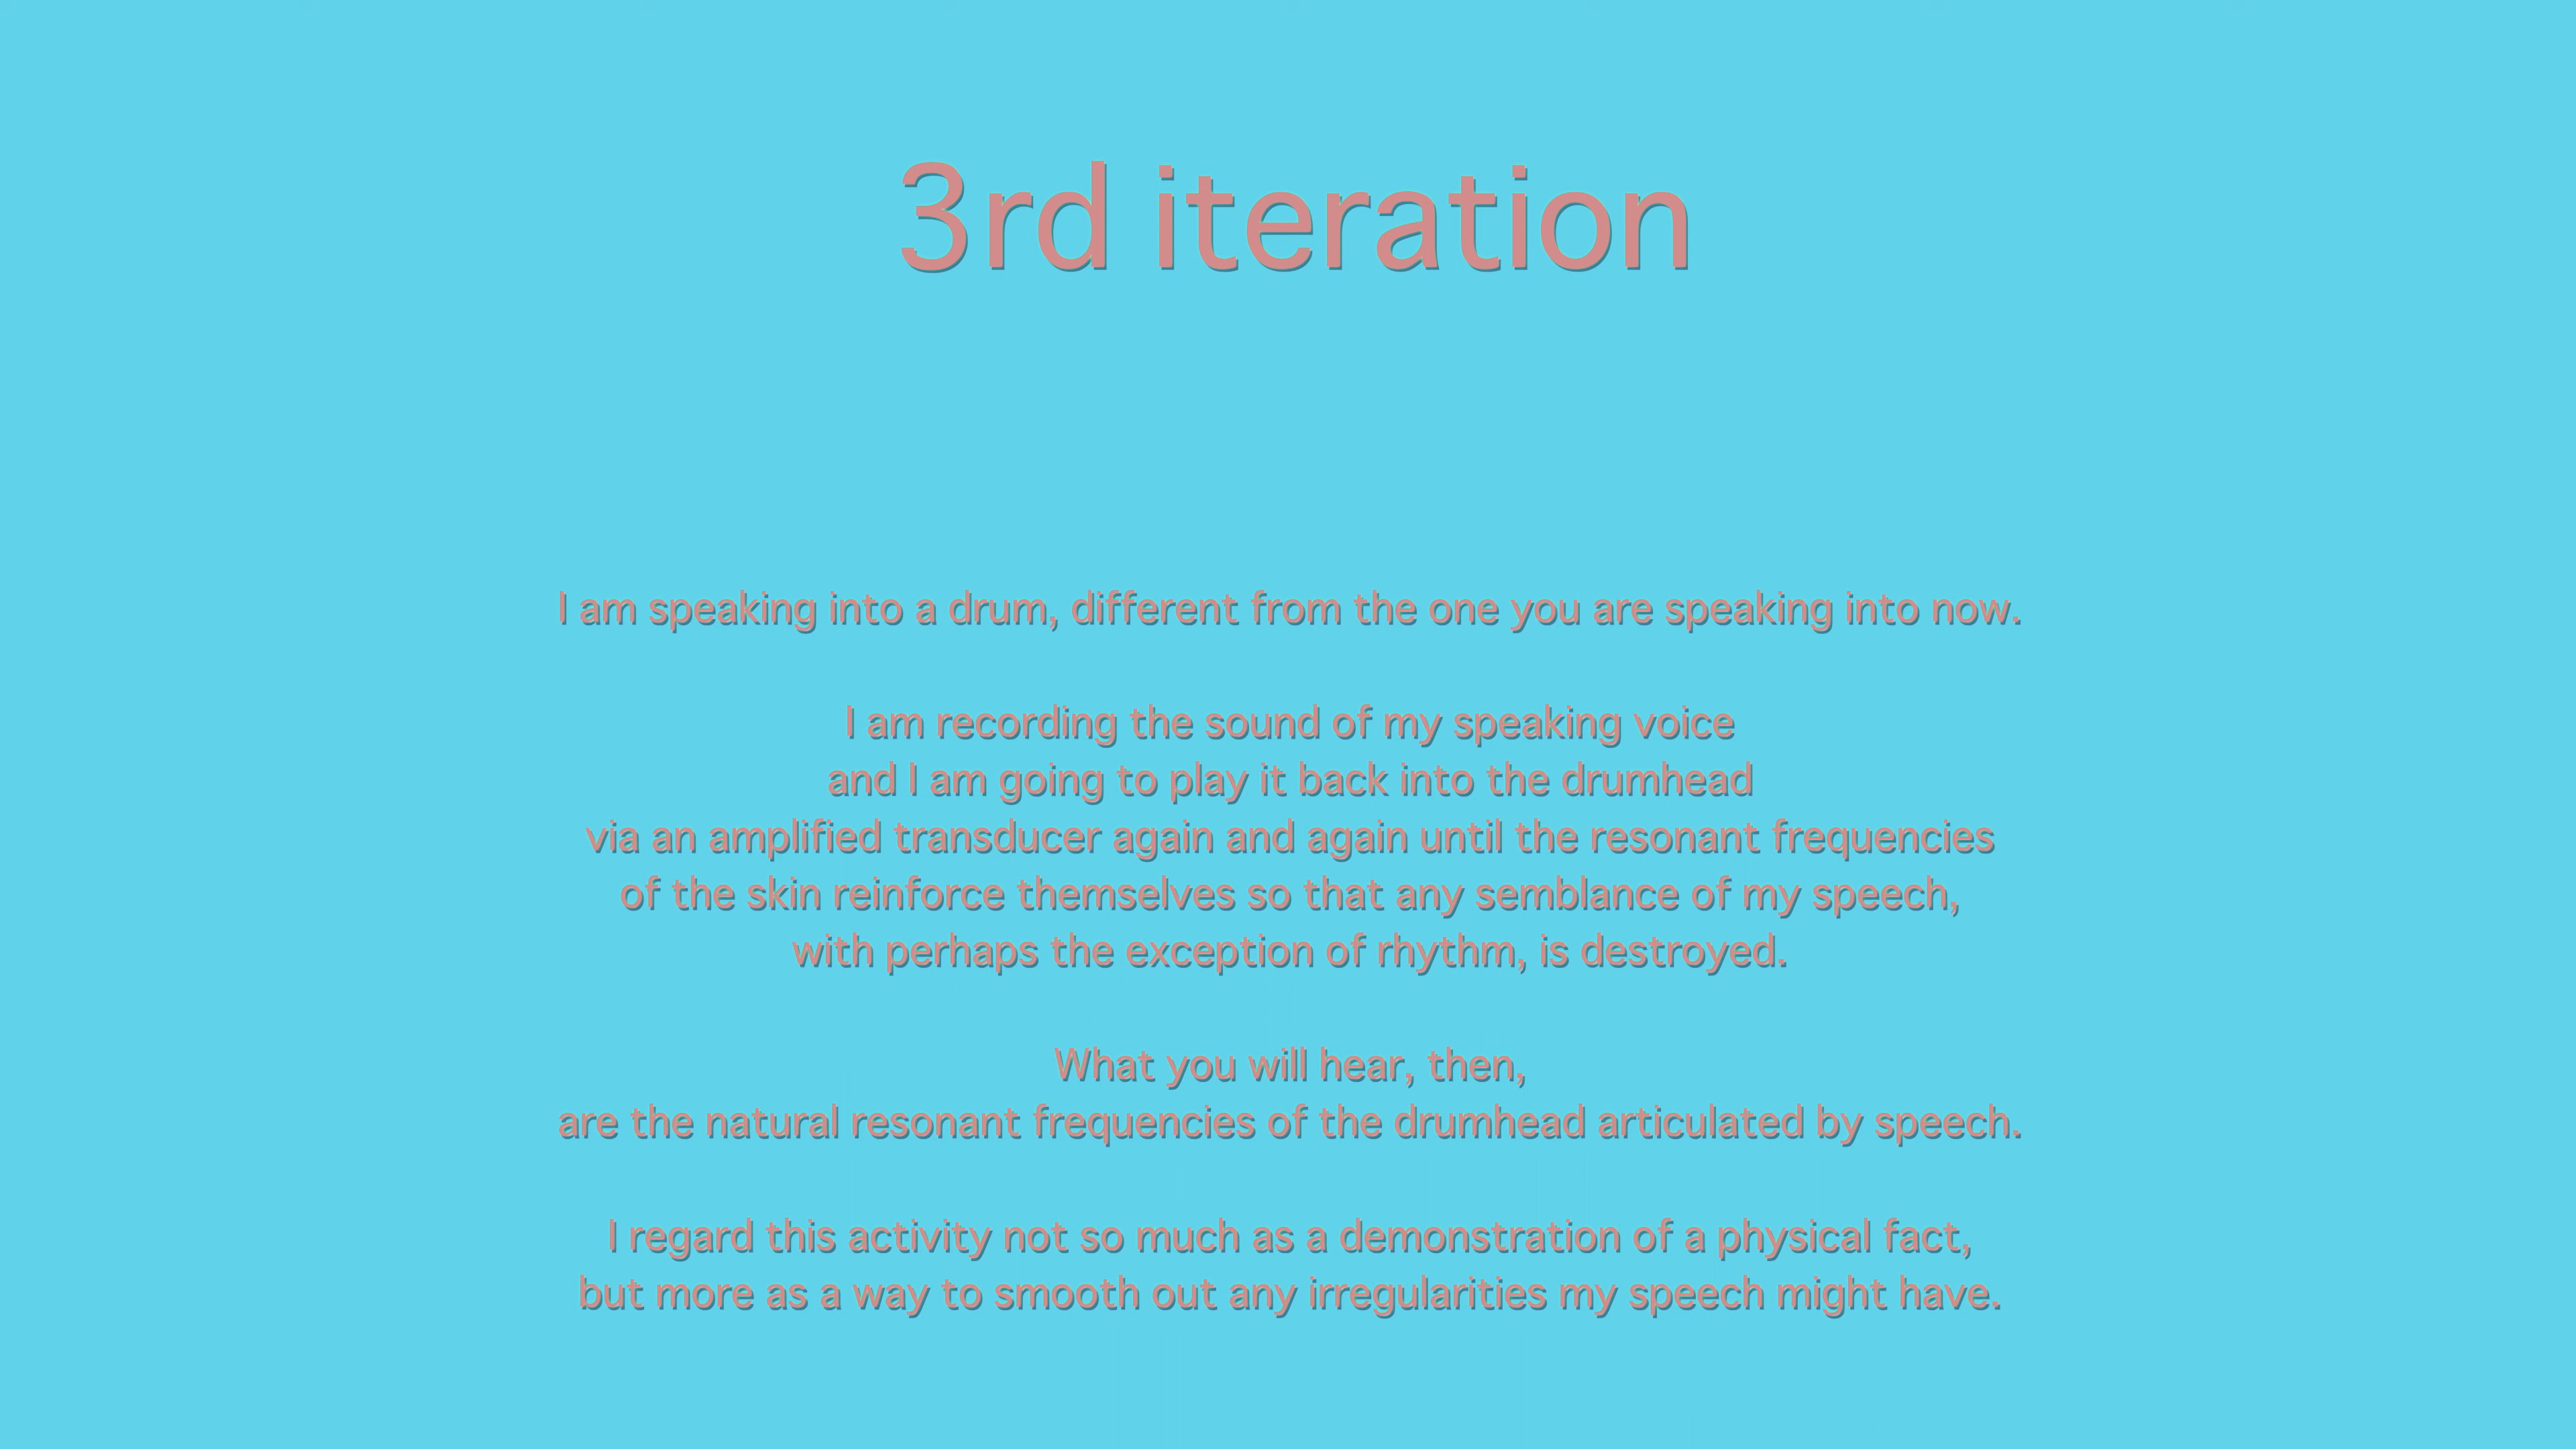 3rd iteration
I am speaking into a drum, different from the one you are speaking into now.
I am recording the sound of my speaking voice
and I am going to play it back into the drumhead
via an amplified transducer again and again until the resonant frequencies
of the skin reinforce themselves so that any semblance of my speech,
with perhaps the exception of rhythm, is destroyed.
What you will hear, then,
are the natural resonant frequencies of the drumhead articulated by speech.
I regard this activity not so much as a demonstration of a physical fact,
but more as a way to smooth out any irregularities my speech might have.